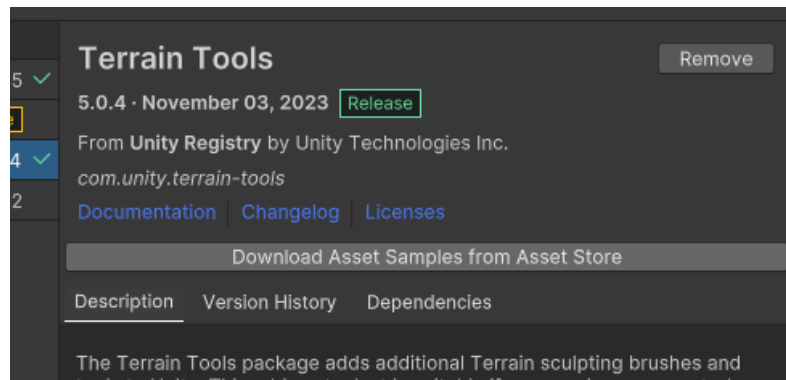 Terrain Tools
Remove
5
5.0.4 · November 03, 2023 Release
From Unity Registry by Unity Technologies Inc.
4
com.unity.terrain-tools
2
Documentation Changelog Licenses
Download Asset Samples from Asset Store
Description Version History Dependencies
The Terrain Tools package adds additional Terrain sculpting brushes and